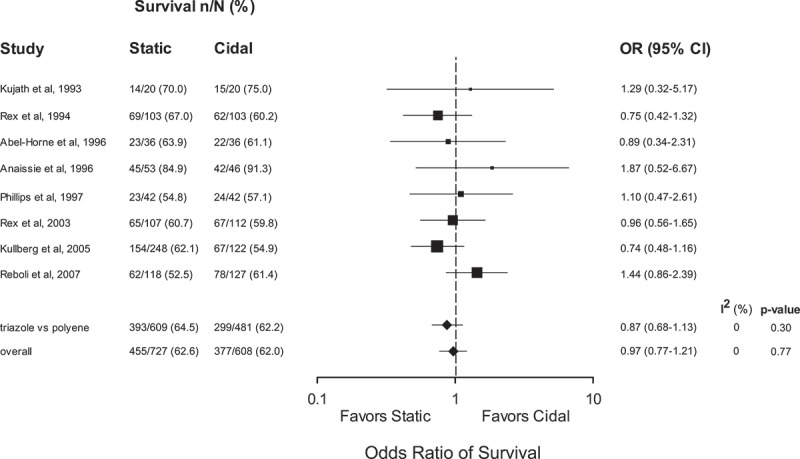 Survival n/N (%)
Study Static Cidal OR (95% CI)
Kujath et al, 1993 14/20 (70.0) 15/20 (75.0) 1.29 (0.32-5.17)
Rex et al, 1994 69/103 (67.0) 62/103 (60.2) 0.75 (0.42-1.32)
Abel-Horne et al, 1996 23/36 (63.9) 22/36 (61.1) 0.89 (0.34-2.31)
Anaissie et al, 1996 45/53 (84.9) 42/46 (91.3) 1.87 (0.52-6.67)
Phillips et al, 1997 23/42 (54.8) 24/42 (57.1) 1.10 (0.47-2.61)
Rex et al, 2003 65/107 (60.7) 67/112 (59.8) 0.96 (0.56-1.65)
Kullberg et al, 2005 154/248 (62.1) 67/122 (54.9) 0.74 (0.48-1.16)
Reboli et al, 2007 62/118 (52.5) 78/127 (61.4) 1.44 (0.86-2.39)
I2 (%) p-value
triazole vs polyene 393/609 (64.5) 299/481 (62.2) 0.87 (0.68-1.13) 0 0.30
overall 455/727 (62.6) 377/608 (62.0) 0.97 (0.77-1.21) 0 0.77
0.1 1 10
Favors Static Favors Cidal
Odds Ratio of Survival